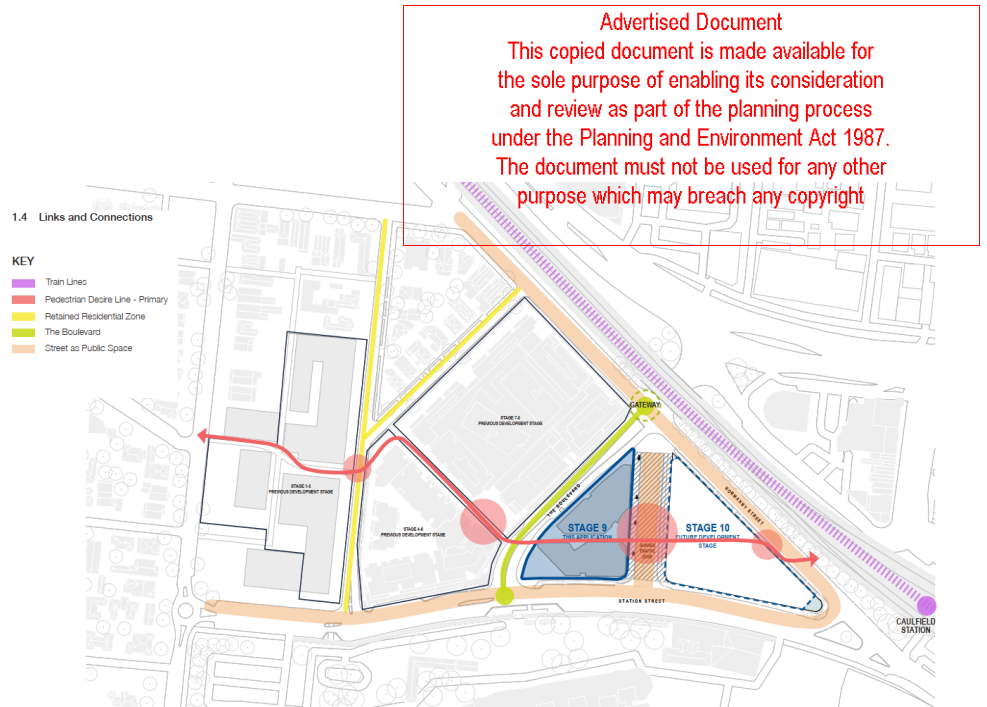 Advertised Document
This copied document is made available for
the sole purpose of enabling its consideration
and review as part of the planning process
under the Planning and Environment Act 1987.
The document must not be used for any other
purpose which may breach any copyright
1.4 Links and Connections
KEY
Train Lines
Pedestrian Desire Line - Primary
Retained Residential Zone
The Boulevard
Street as Public Space
GATEWAY
STAGE 7-8
PREVIOUS DEVELOPMENT STAGE
STAGE 1-3
PREVIOUS DEVELOPMENT STAGE
THE BOULEVARD
NORMANBY STREET
STAGE 4-6
PREVIOUS DEVELOPMENT STAGE
STAGE 9
THIS APPLICATION
STAGE 10
FUTURE DEVELOPMENT
STAGE
SHARED
TRAFFIC
ZONE
STATION STREET
CAULFIELD
STATION